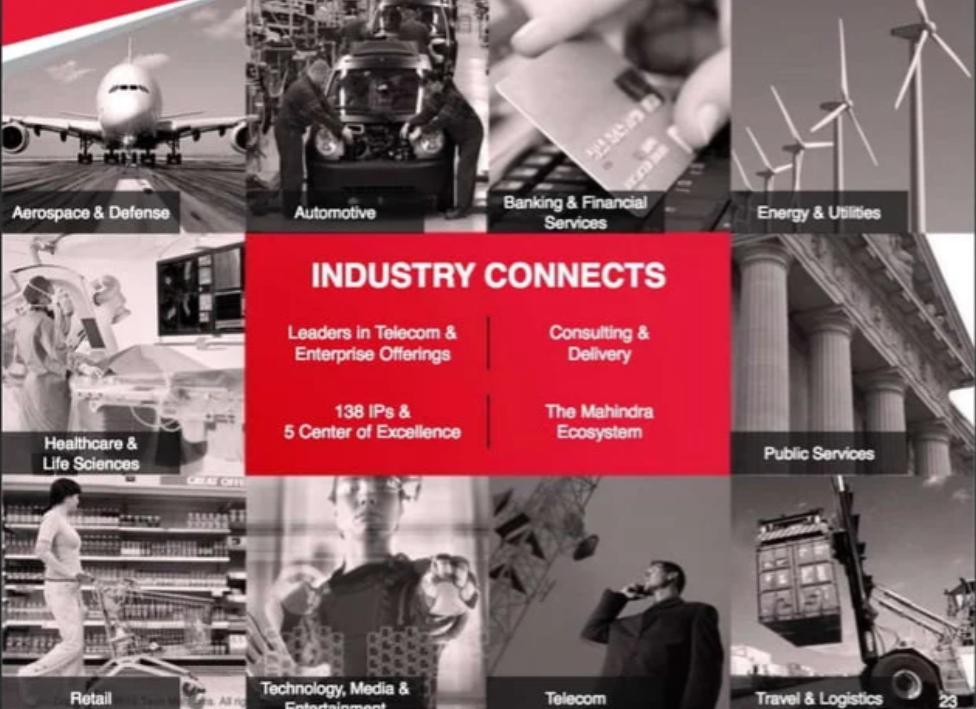 Aerospace & Defense
Automotive
Banking & Financial
Services
Energy & Utilities
INDUSTRY CONNECTS
Leaders in Telecom &
Enterprise Offerings
Consulting &
Delivery
138 IPs &
5 Center of Excellence
The Mahindra
Ecosystem
Healthcare &
Life Sciences
Public Services
GREAT OFF
Retail
Technology, Media &
Entertainment
Telecom
Travel & Logistics
23